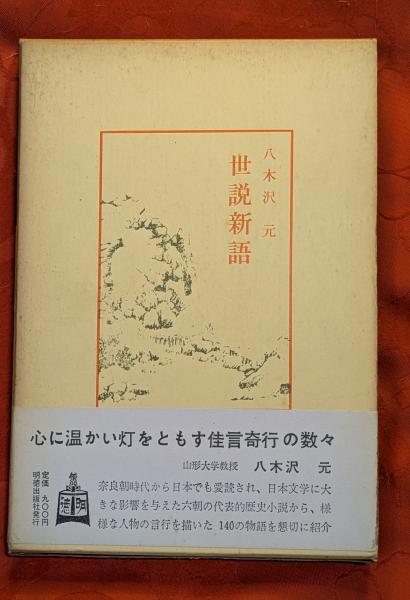 八木沢 元
世説新語
心に温かい灯をともす佳言奇行の数々
山形大学教授 八木沢 元
奈良朝時代から日本でも愛読され、日本文学に大
きな影響を与えた六朝の代表的歴史小説から、様
様な人物の言行を描いた 140の物語を懇切に紹介
定価 九〇〇円
明徳出版社発行
明徳